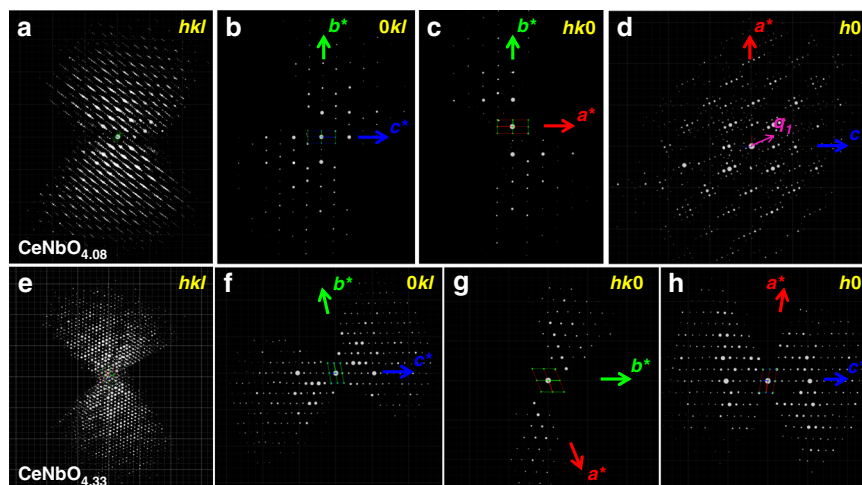 a hkl
CeNbO4.08
b 0kl
b*
c*
c hk0
b*
a*
d h0
a*
q1
c
e hkl
CeNbO4.33
f 0kl
b*
c*
g hk0
b*
a*
h h0
a*
c